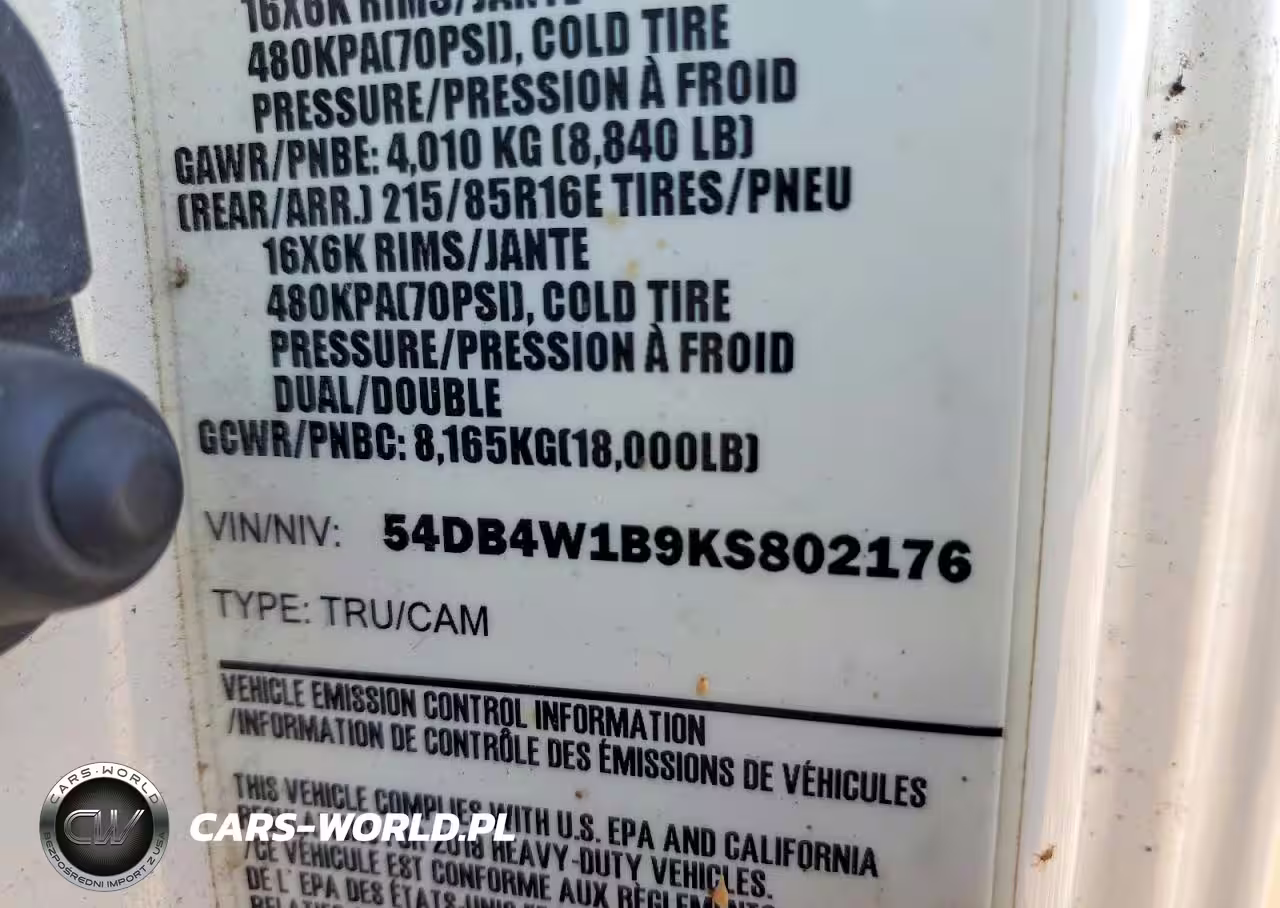 16X6K RIMS/JANTE
480KPA(70PSI), COLD TIRE
PRESSURE/PRESSION À FROID
GAWR/PNBE: 4,010 KG (8,840 LB)
(REAR/ARR.) 215/85R16E TIRES/PNEU
16X6K RIMS/JANTE
480KPA(70PSI), COLD TIRE
PRESSURE/PRESSION À FROID
DUAL/DOUBLE
GCWR/PNBC: 8,165KG(18,000LB)
VIN/NIV: 54DB4W1B9KS802176
TYPE: TRU/CAM
VEHICLE EMISSION CONTROL INFORMATION
/INFORMATION DE CONTRÔLE DES ÉMISSIONS DE VÉHICULES
THIS VEHICLE COMPLIES WITH U.S. EPA AND CALIFORNIA
2018 HEAVY-DUTY VEHICLES.
/CE VÉHICULE EST CONFORME AUX RÈGLEMENTS
DE L' EPA DES ÉTATS-UNIS
CARS-WORLD.PL
CARS-WORLD
CW
BEZPOŚREDNI IMPORT Z USA